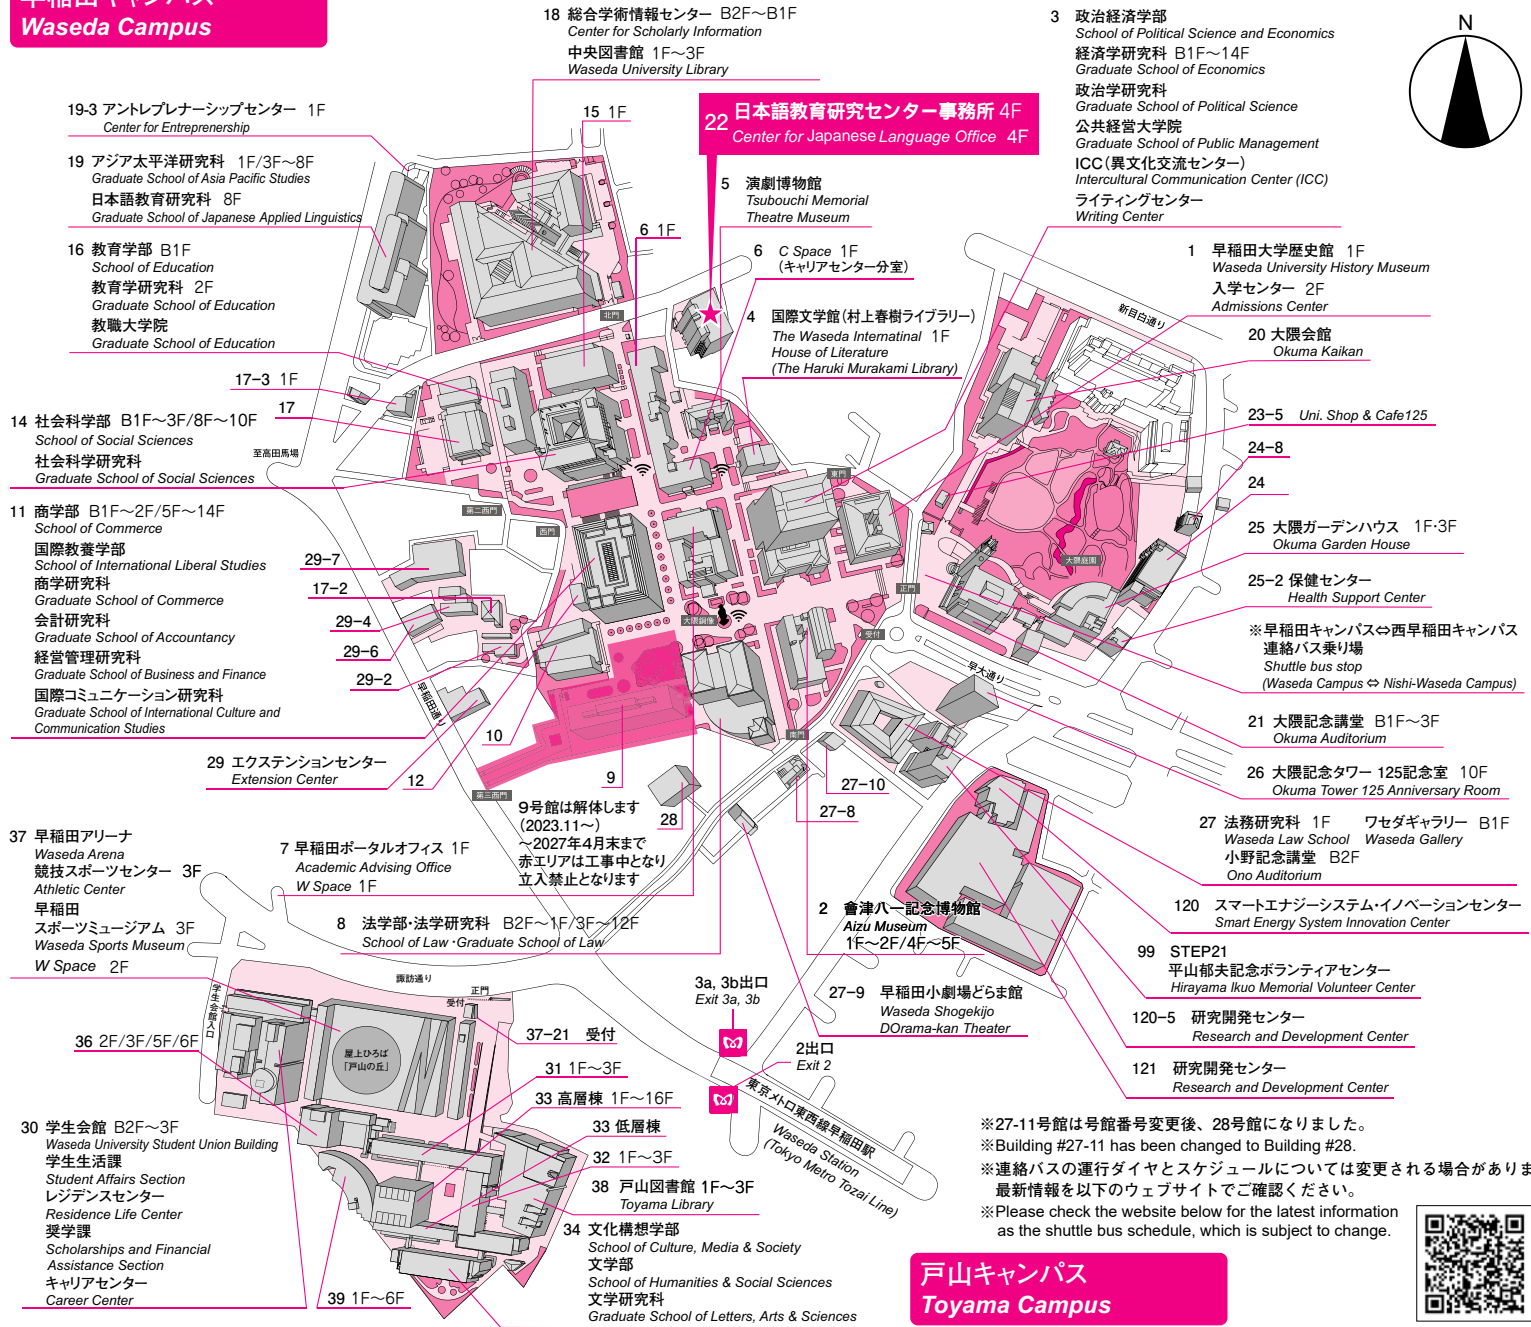 早稲田キャンパス
Waseda Campus
18 総合学術情報センター B2F～B1F
Center for Scholarly Information
中央図書館 1F～3F
Waseda University Library
3 政治経済学部
School of Political Science and Economics
経済学研究科 B1F～14F
Graduate School of Economics
政治学研究科
Graduate School of Political Science
公共経営大学院
Graduate School of Public Management
ICC(異文化交流センター)
Intercultural Communication Center (ICC)
ライティングセンター
Writing Center
N
19-3 アントレプレナーシップセンター 1F
Center for Entreprenership
15 1F
22 日本語教育研究センター事務所 4F
Center for Japanese Language Office 4F
19 アジア太平洋研究科 1F/3F～8F
Graduate School of Asia Pacific Studies
日本語教育研究科 8F
Graduate School of Japanese Applied Linguistics
5 演劇博物館
Tsubouchi Memorial
Theatre Museum
6 1F
6 C Space 1F
(キャリアセンター分室)
16 教育学部 B1F
School of Education
教育学研究科 2F
Graduate School of Education
教職大学院
Graduate School of Education
1 早稲田大学歴史館 1F
Waseda University History Museum
入学センター 2F
Admissions Center
4 国際文学館(村上春樹ライブラリー)
The Waseda Internatinal 1F
House of Literature
(The Haruki Murakami Library)
北門
新目白通り
20 大隈会館
Okuma Kaikan
17-3 1F
17
14 社会科学部 B1F～3F/8F～10F
School of Social Sciences
社会科学研究科
Graduate School of Social Sciences
至高田馬場
23-5 Uni. Shop & Cafe125
24-8
24
東門
11 商学部 B1F～2F/5F～14F
School of Commerce
国際教養学部
School of International Liberal Studies
商学研究科
Graduate School of Commerce
会計研究科
Graduate School of Accountancy
経営管理研究科
Graduate School of Business and Finance
国際コミュニケーション研究科
Graduate School of International Culture and
Communication Studies
第二西門
西門
25 大隈ガーデンハウス 1F・3F
Okuma Garden House
大隈庭園
29-7
17-2
29-4
29-6
29-2
25-2 保健センター
Health Support Center
正門
大隈銅像
受付
※早稲田キャンパス⇔西早稲田キャンパス
連絡バス乗り場
Shuttle bus stop
(Waseda Campus ⇔ Nishi-Waseda Campus)
早大通り
早稲田通り
21 大隈記念講堂 B1F～3F
Okuma Auditorium
10
南門
29 エクステンションセンター
Extension Center
12
9
第三西門
26 大隈記念タワー 125記念室 10F
Okuma Tower 125 Anniversary Room
27-10
27-8
28
9号館は解体します
(2023.11～)
～2027年4月末まで
赤エリアは工事中となり
立入禁止となります
27 法務研究科 1F ワセダギャラリー B1F
Waseda Law School Waseda Gallery
小野記念講堂 B2F
Ono Auditorium
37 早稲田アリーナ
Waseda Arena
競技スポーツセンター 3F
Athletic Center
早稲田
スポーツミュージアム 3F
Waseda Sports Museum
W Space 2F
7 早稲田ポータルオフィス 1F
Academic Advising Office
W Space 1F
8 法学部・法学研究科 B2F～1F/3F～12F
School of Law・Graduate School of Law
2 會津八一記念博物館
Aizu Museum
1F～2F/4F～5F
120 スマートエナジーシステム・イノベーションセンター
Smart Energy System Innovation Center
99 STEP21
平山郁夫記念ボランティアセンター
Hirayama Ikuo Memorial Volunteer Center
諏訪通り
正門
受付
学生会館入口
3a, 3b出口
Exit 3a, 3b
27-9 早稲田小劇場どらま館
Waseda Shogekijo
DOrama-kan Theater
120-5 研究開発センター
Research and Development Center
36 2F/3F/5F/6F
屋上ひろば
「戸山の丘」
37-21 受付
2出口
Exit 2
121 研究開発センター
Research and Development Center
31 1F～3F
33 高層棟 1F～16F
33 低層棟
32 1F～3F
38 戸山図書館 1F～3F
Toyama Library
東京メトロ東西線早稲田駅
Waseda Station
(Tokyo Metro Tozai Line)
30 学生会館 B2F～3F
Waseda University Student Union Building
学生生活課
Student Affairs Section
レジデンスセンター
Residence Life Center
奨学課
Scholarships and Financial
Assistance Section
キャリアセンター
Career Center
39 1F～6F
34 文化構想学部
School of Culture, Media & Society
文学部
School of Humanities & Social Sciences
文学研究科
Graduate School of Letters, Arts & Sciences
※27-11号館は号館番号変更後、28号館になりました。
※Building #27-11 has been changed to Building #28.
※連絡バスの運行ダイヤとスケジュールについては変更される場合がありま
最新情報を以下のウェブサイトでご確認ください。
※Please check the website below for the latest information
as the shuttle bus schedule, which is subject to change.
戸山キャンパス
Toyama Campus